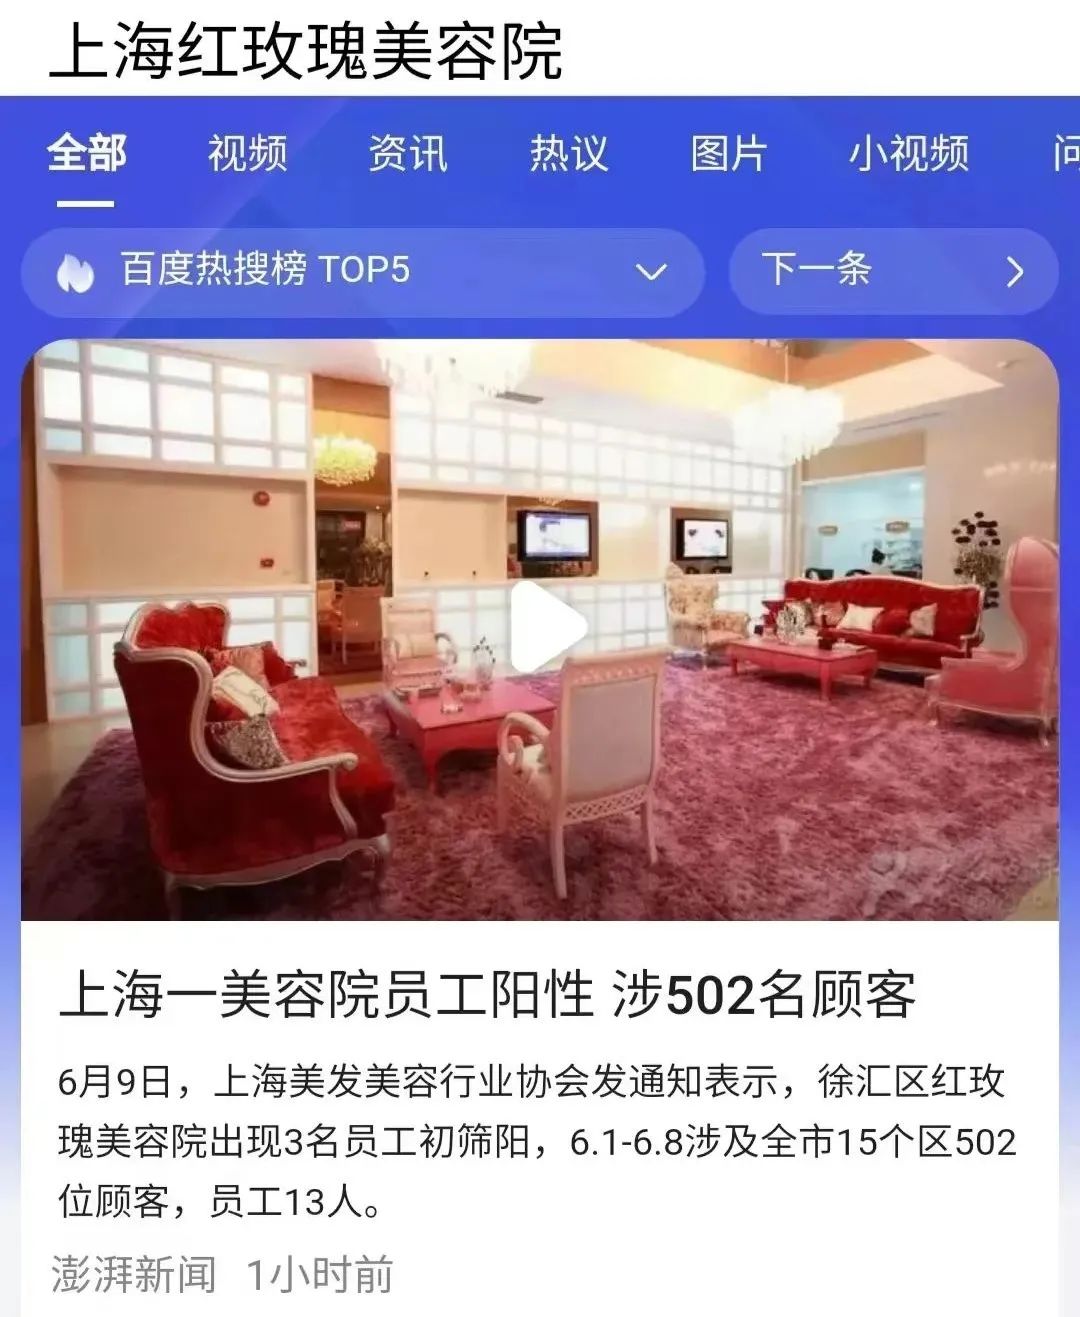 上海红玫瑰美容院
全部 视频 资讯 热议 图片 小视频
百度热搜榜 TOP5 下一条
上海一美容院员工阳性 涉502名顾客
6月9日，上海美发美容行业协会发通知表示，徐汇区红玫
瑰美容院出现3名员工初筛阳，6.1-6.8涉及全市15个区502
位顾客，员工13人。
澎湃新闻 1小时前